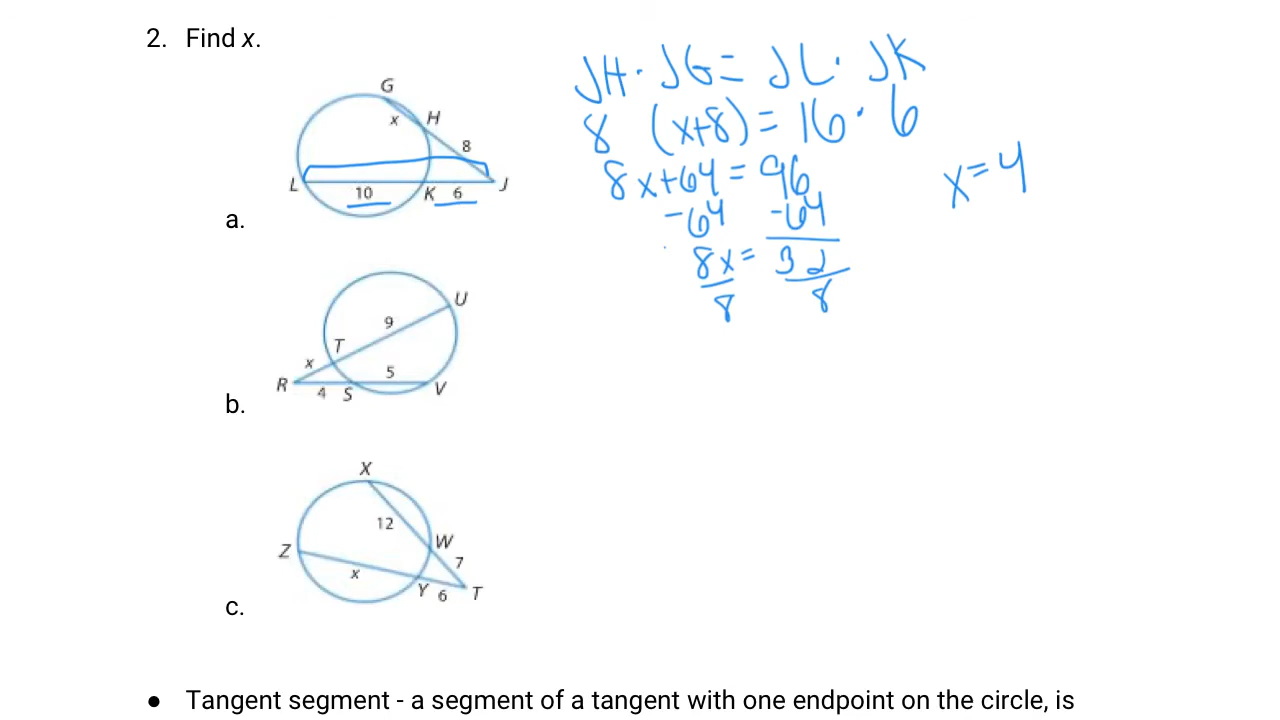 2. Find x.
JH · JG = JL · JK
8 (x+8) = 16 · 6
8x+64 = 96
-64 -64
8x = 32
8 8
x=4
G
x H
8
L 10 K 6 J
a.
U
9
T
x
5
R 4 S V
b.
X
12
W
Z 7
x
Y 6 T
c.
● Tangent segment - a segment of a tangent with one endpoint on the circle, is